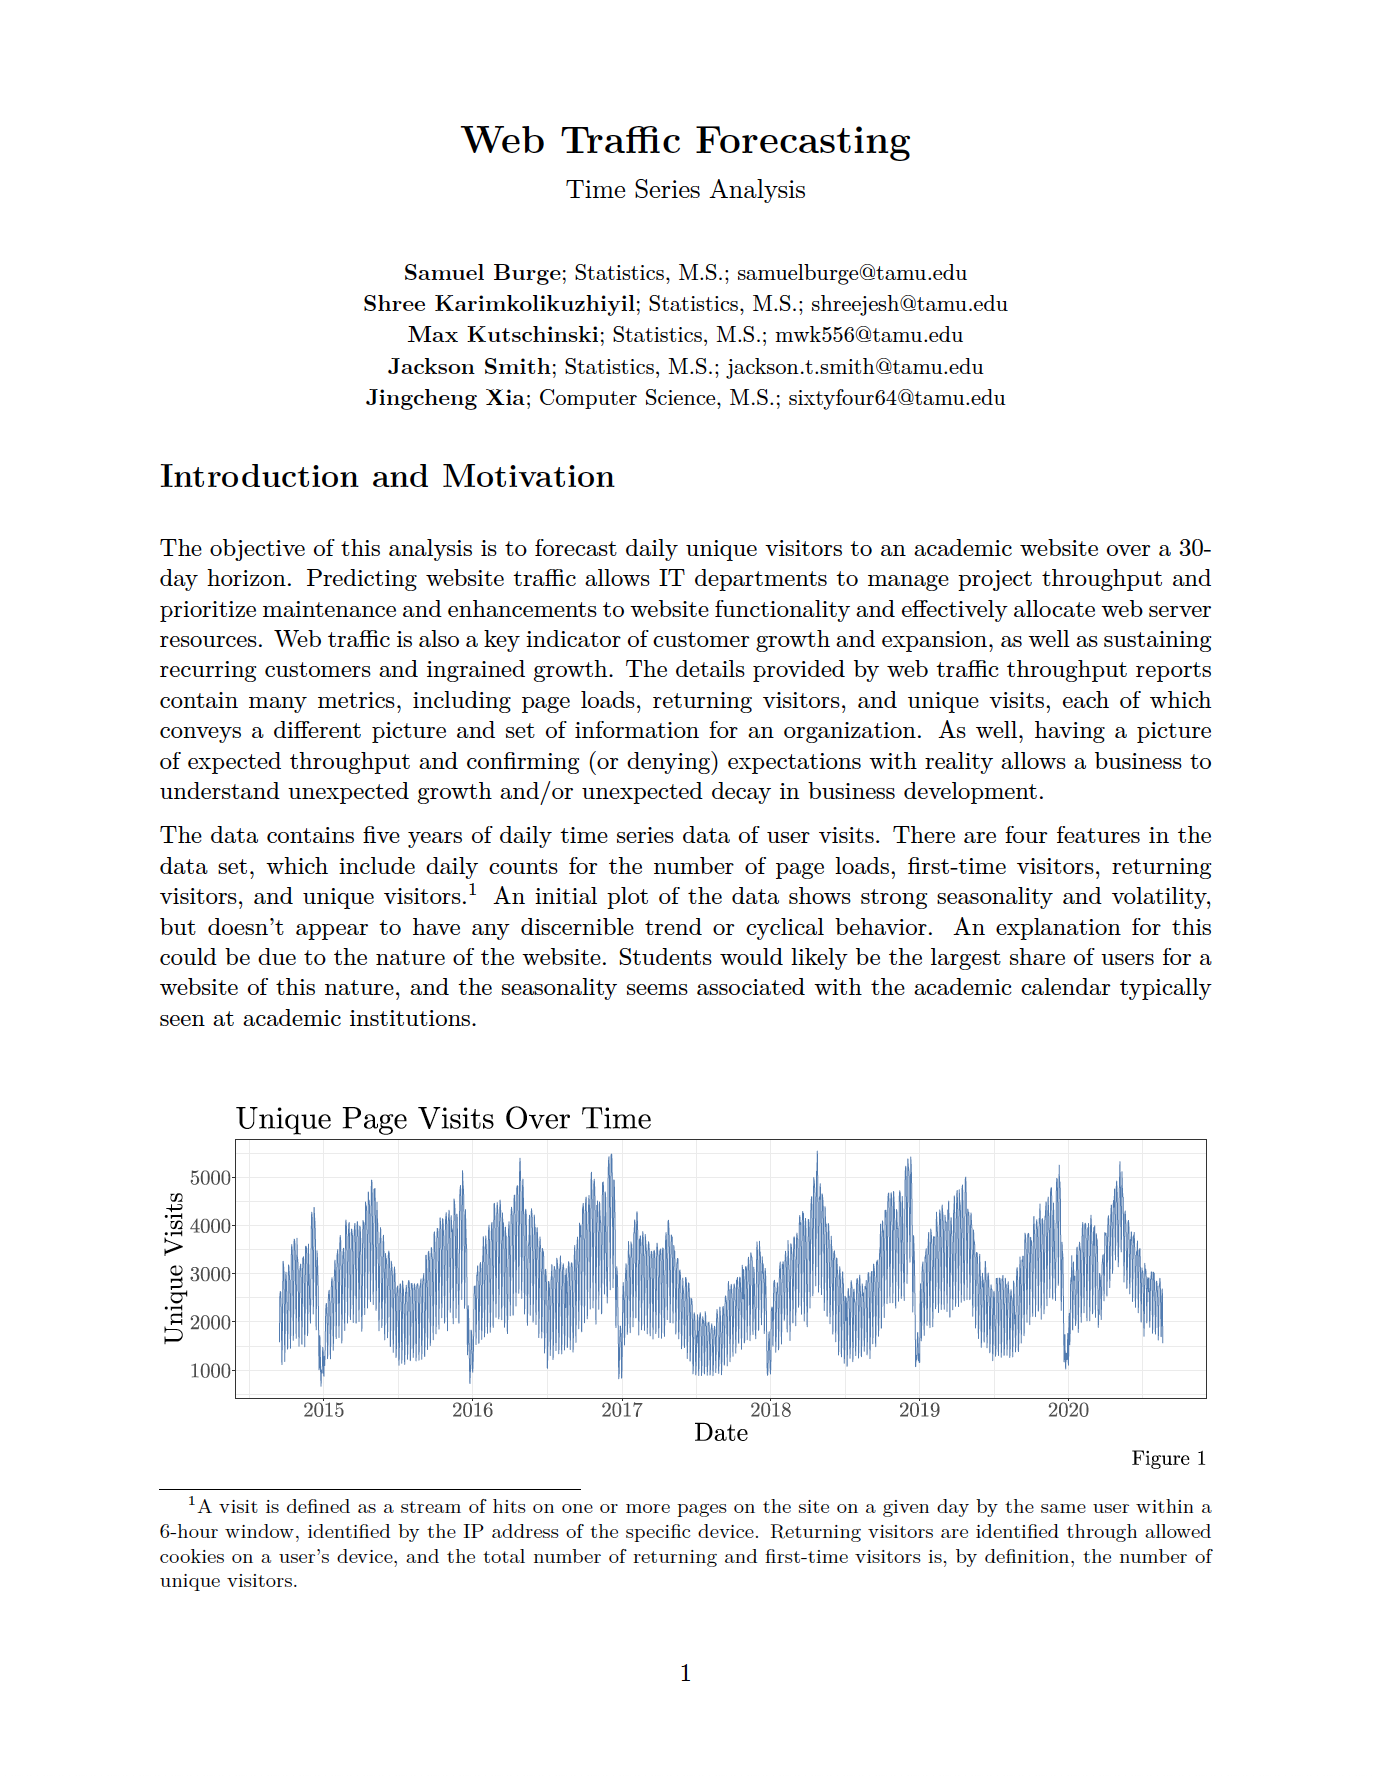 Web Traffic Forecasting
Time Series Analysis
Samuel Burge; Statistics, M.S.; samuelburge@tamu.edu
Shree Karimkolikuzhiyil; Statistics, M.S.; shreejesh@tamu.edu
Max Kutschinski; Statistics, M.S.; mwk556@tamu.edu
Jackson Smith; Statistics, M.S.; jackson.t.smith@tamu.edu
Jingcheng Xia; Computer Science, M.S.; sixtyfour64@tamu.edu
Introduction and Motivation
The objective of this analysis is to forecast daily unique visitors to an academic website over a 30-
day horizon. Predicting website traffic allows IT departments to manage project throughput and
prioritize maintenance and enhancements to website functionality and effectively allocate web server
resources. Web traffic is also a key indicator of customer growth and expansion, as well as sustaining
recurring customers and ingrained growth. The details provided by web traffic throughput reports
contain many metrics, including page loads, returning visitors, and unique visits, each of which
conveys a different picture and set of information for an organization. As well, having a picture
of expected throughput and confirming (or denying) expectations with reality allows a business to
understand unexpected growth and/or unexpected decay in business development.
The data contains five years of daily time series data of user visits. There are four features in the
data set, which include daily counts for the number of page loads, first-time visitors, returning
visitors, and unique visitors.1 An initial plot of the data shows strong seasonality and volatility,
but doesn't appear to have any discernible trend or cyclical behavior. An explanation for this
could be due to the nature of the website. Students would likely be the largest share of users for a
website of this nature, and the seasonality seems associated with the academic calendar typically
seen at academic institutions.
Unique Page Visits Over Time
Unique Visits
5000
4000
3000
2000
1000
2015 2016 2017 2018 2019 2020
Date
Figure 1
1A visit is defined as a stream of hits on one or more pages on the site on a given day by the same user within a
6-hour window, identified by the IP address of the specific device. Returning visitors are identified through allowed
cookies on a user's device, and the total number of returning and first-time visitors is, by definition, the number of
unique visitors.
1